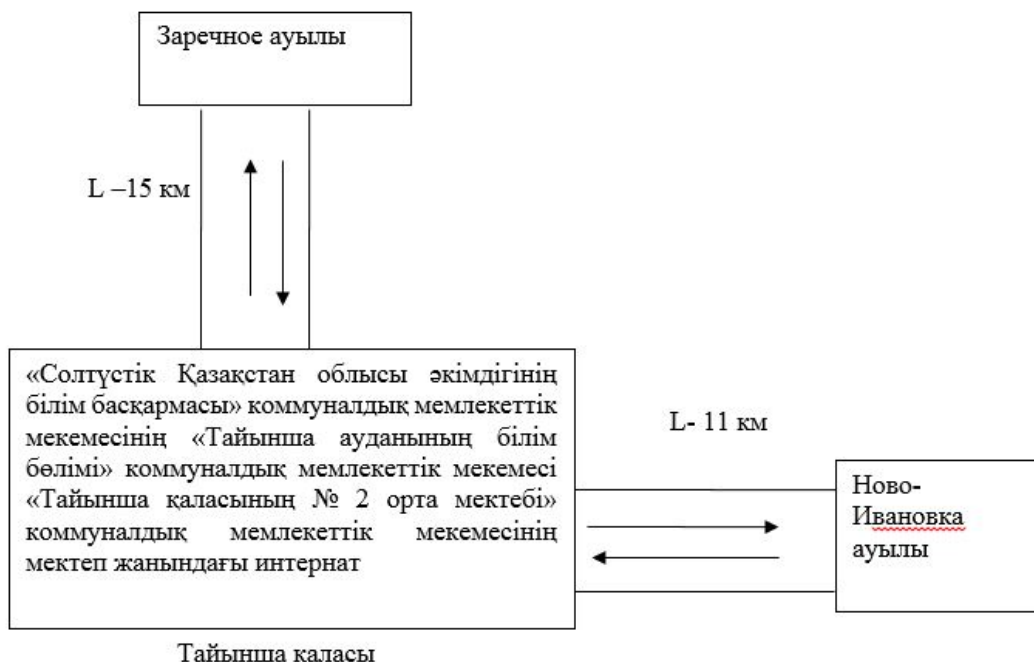 Заречное ауылы
L –15 км
«Солтүстік Қазақстан облысы әкімдігінің
білім басқармасы» коммуналдық мемлекеттік
мекемесінің «Тайынша ауданының білім
бөлімі» коммуналдық мемлекеттік мекемесі
«Тайынша қаласының № 2 орта мектебі»
коммуналдық мемлекеттік мекемесінің
мектеп жанындағы интернат
L- 11 км
Ново-
Ивановка
ауылы
Тайынша қаласы